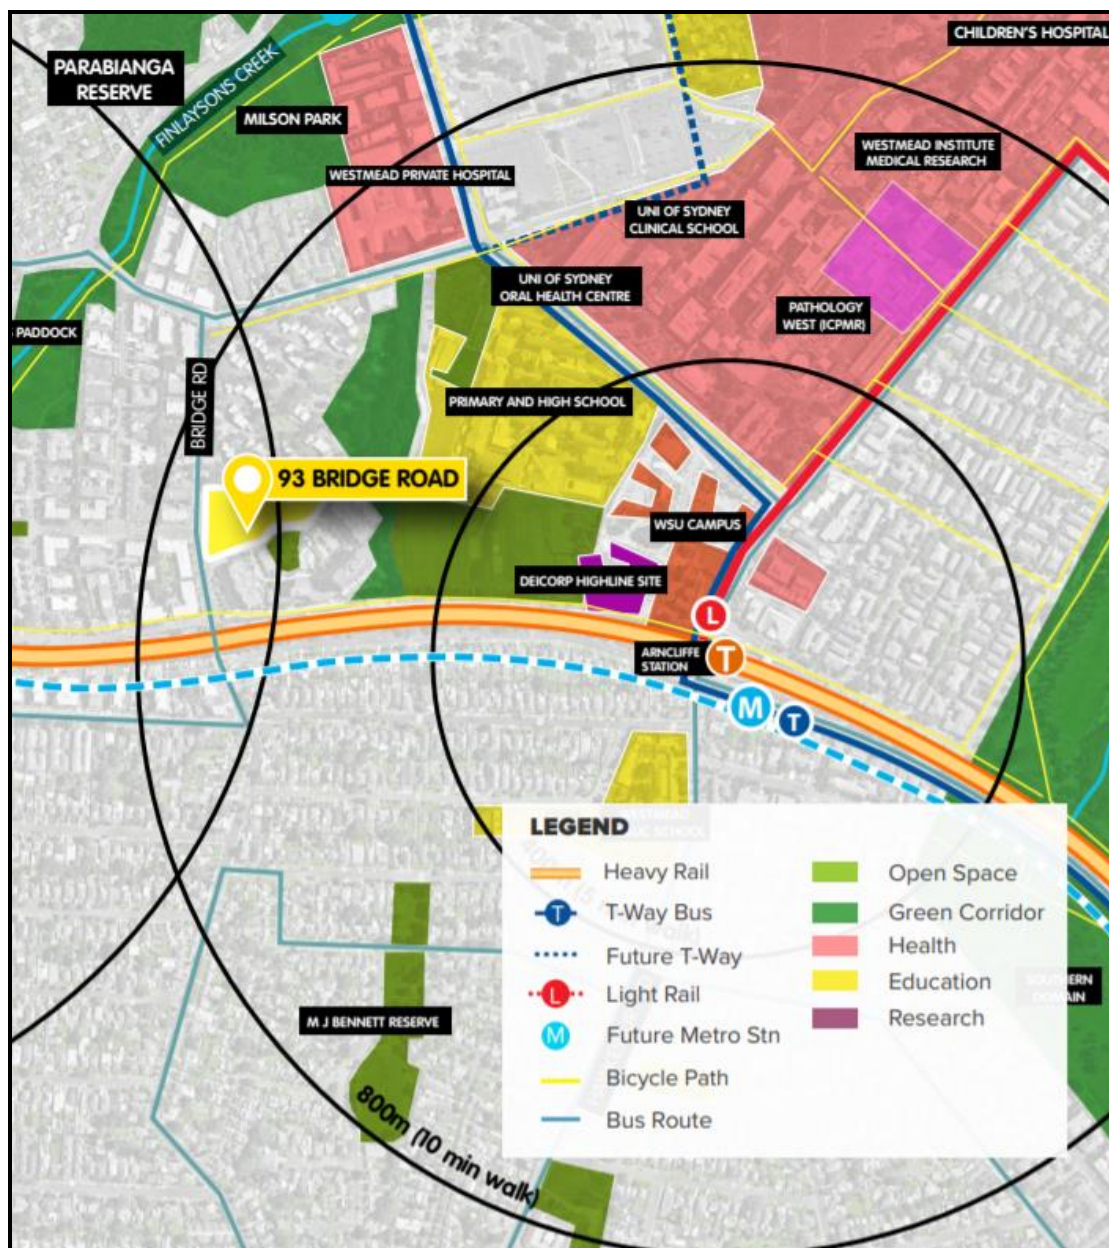 CHILDREN'S HOSPITAL
PARABIANGA
RESERVE
FINLAYSONS CREEK
MILSON PARK
WESTMEAD INSTITUTE
MEDICAL RESEARCH
WESTMEAD PRIVATE HOSPITAL
UNI OF SYDNEY
CLINICAL SCHOOL
UNI OF SYDNEY
ORAL HEALTH CENTRE
PATHOLOGY
WEST (ICPMR)
PADDOCK
BRIDGE RD
PRIMARY AND HIGH SCHOOL
93 BRIDGE ROAD
WSU CAMPUS
DEICORP HIGHLINE SITE
L
ARNCLIFFE
STATION
T
M
T
LEGEND
Heavy Rail
T
T-Way Bus
Future T-Way
L
Light Rail
M
Future Metro Stn
Bicycle Path
Bus Route
Open Space
Green Corridor
Health
Education
Research
SOUTHERN
DOMAIN
M J BENNETT RESERVE
800m (10 min walk)